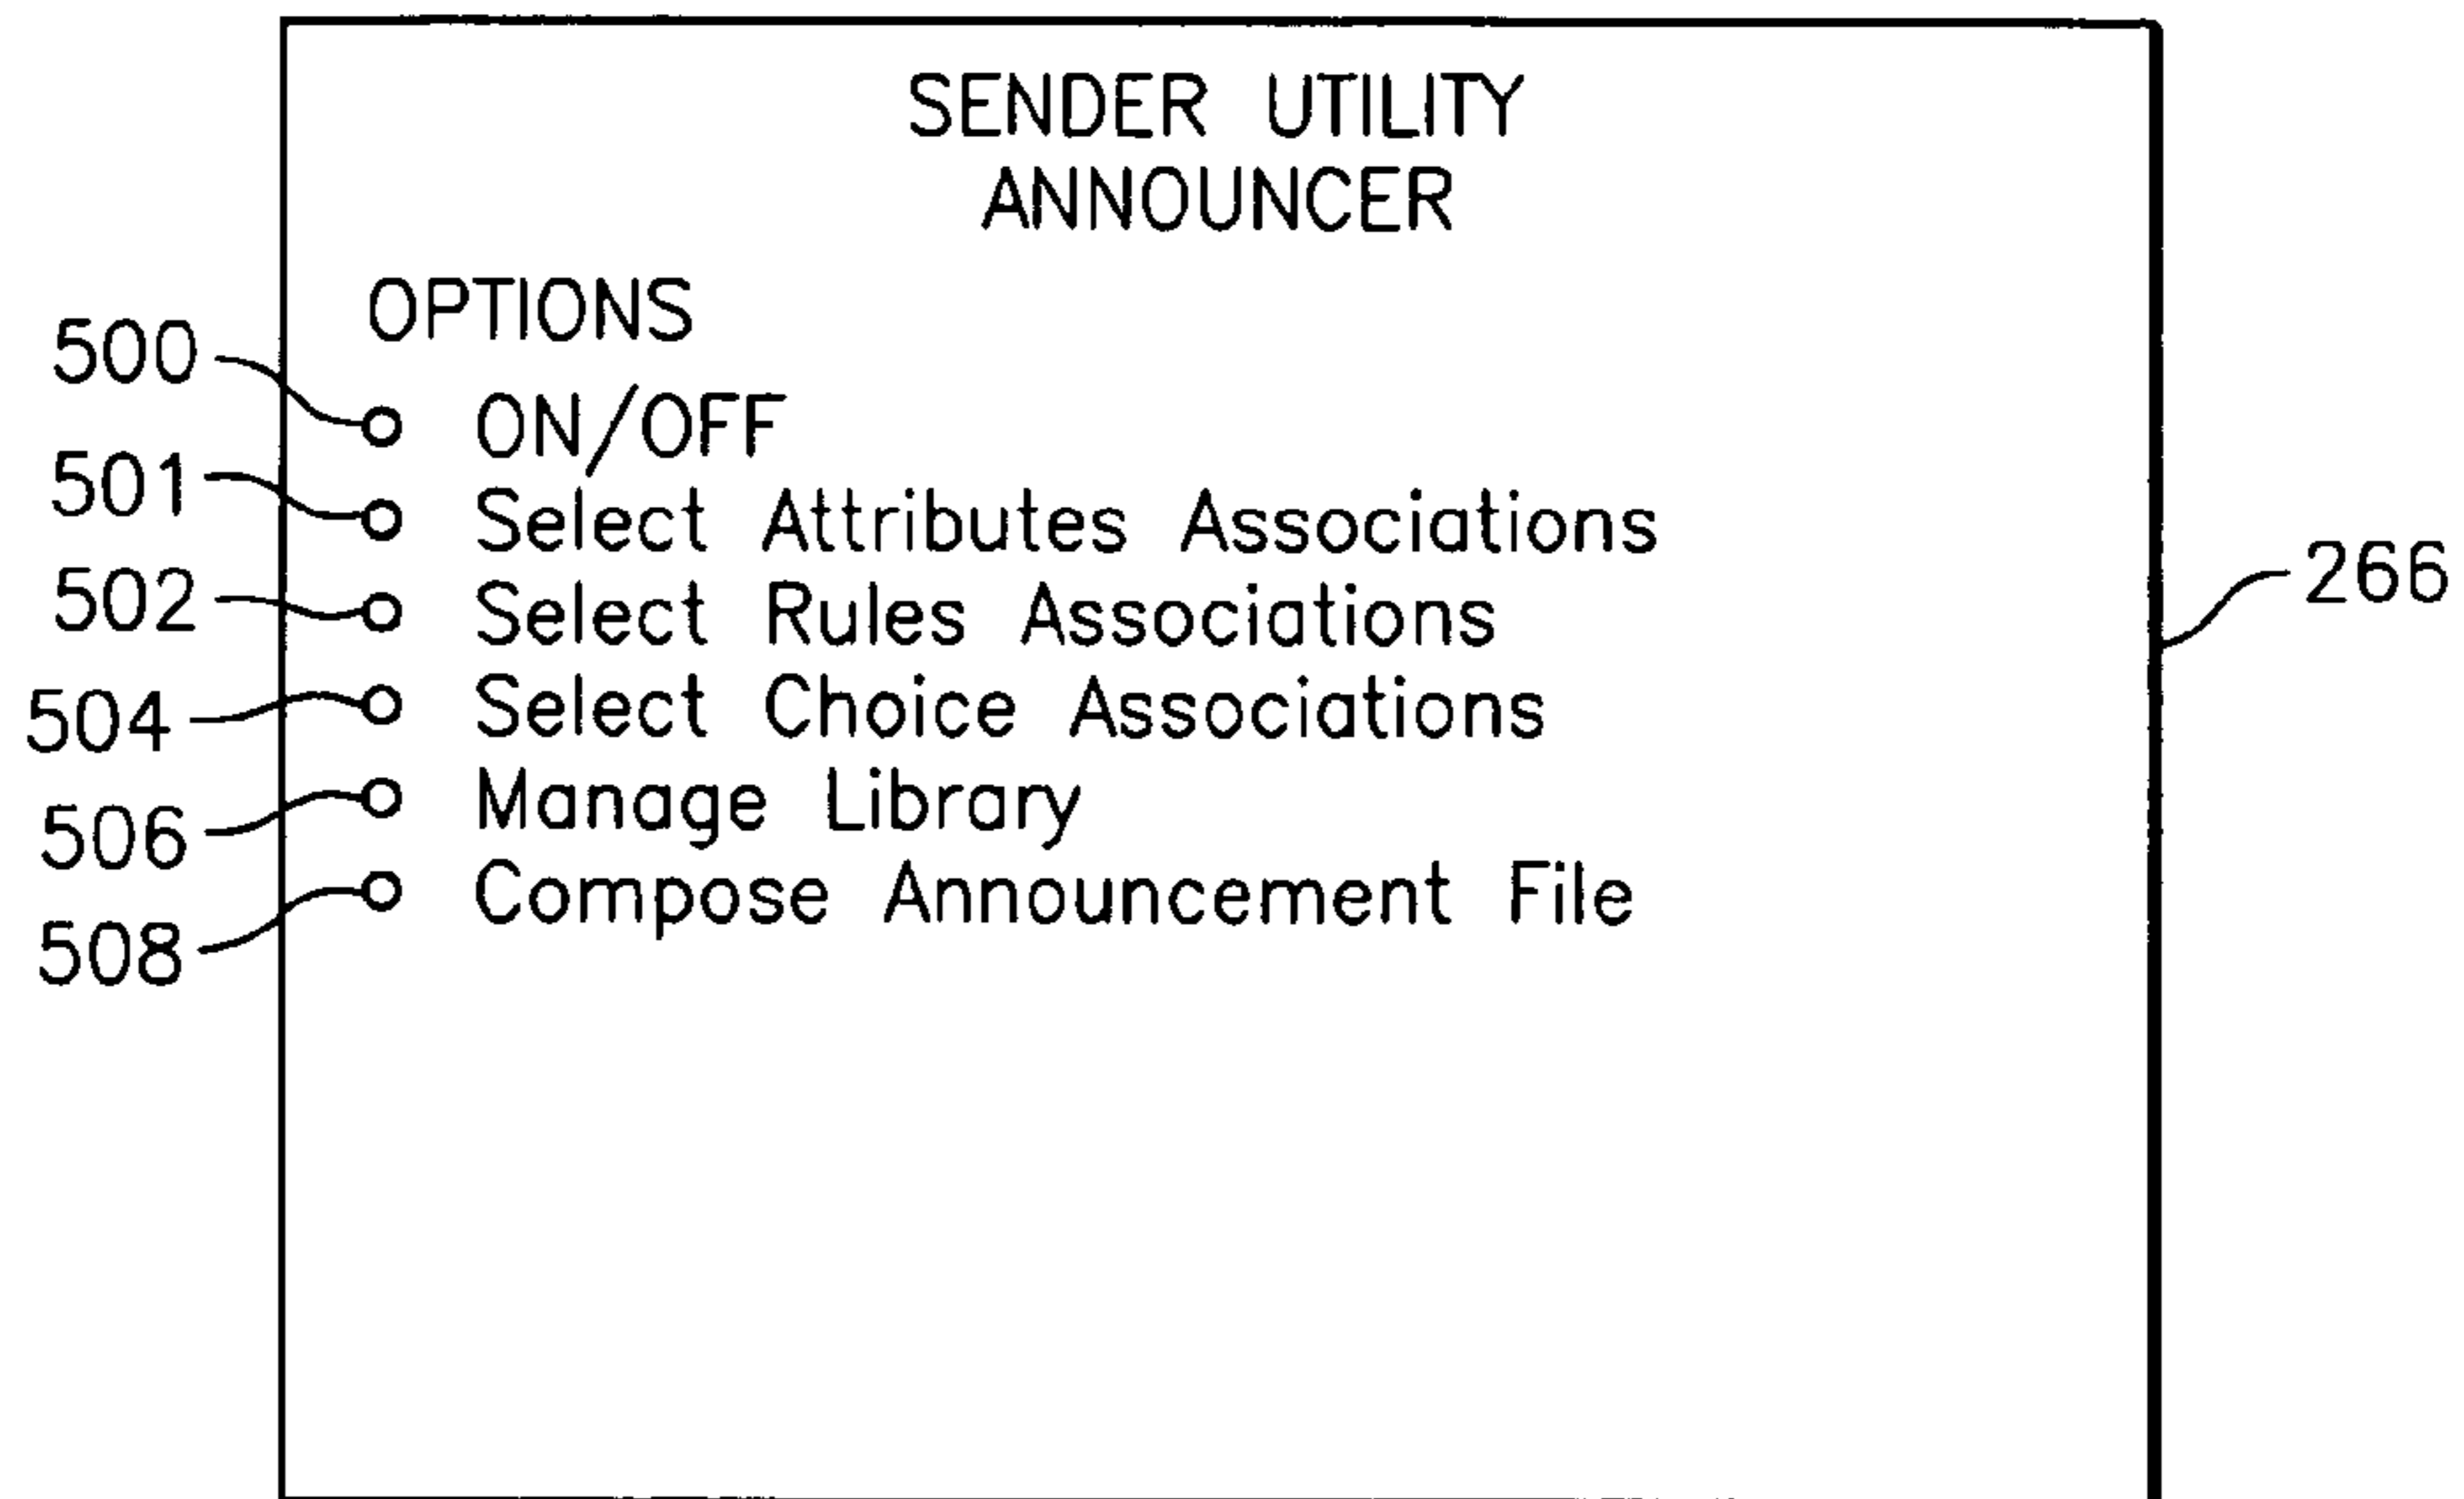 SENDER UTILITY
ANNOUNCER
OPTIONS
500
ON/OFF
501
Select Attributes Associations
502
Select Rules Associations
266
504
Select Choice Associations
506
Manage Library
508
Compose Announcement File